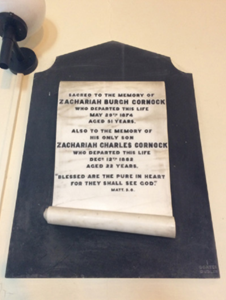 SACRED TO THE MEMORY OF
ZACHARIAH BURGH CORNOCK
WHO DEPARTED THIS LIFE
MAY 29TH 1874
AGED 51 YEARS.
ALSO TO THE MEMORY OF
HIS ONLY SON
ZACHARIAH CHARLES CORNOCK
WHO DEPARTED THIS LIFE
DECR 12TH 1882
AGED 22 YEARS.
"BLESSED ARE THE PURE IN HEART
FOR THEY SHALL SEE GOD."
MATT 5.8.